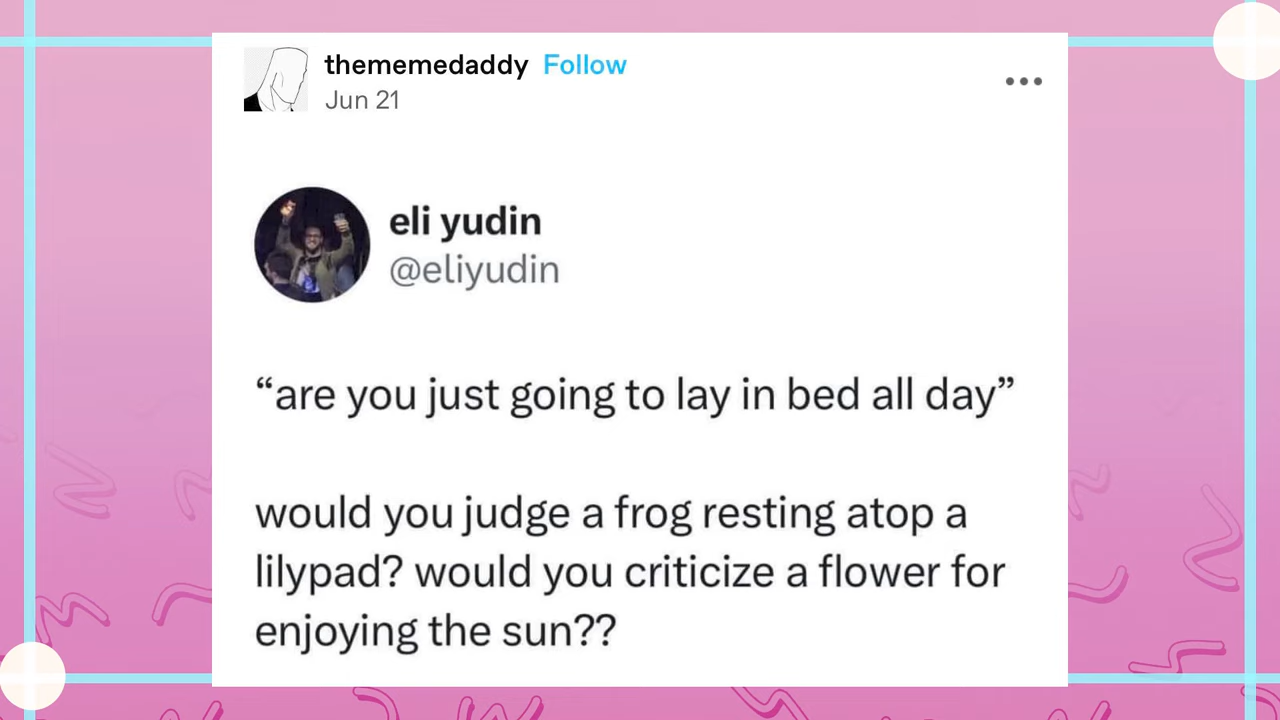 thememedaddy Follow
Jun 21
eli yudin
@eliyudin
“are you just going to lay in bed all day”
would you judge a frog resting atop a
lilypad? would you criticize a flower for
enjoying the sun??